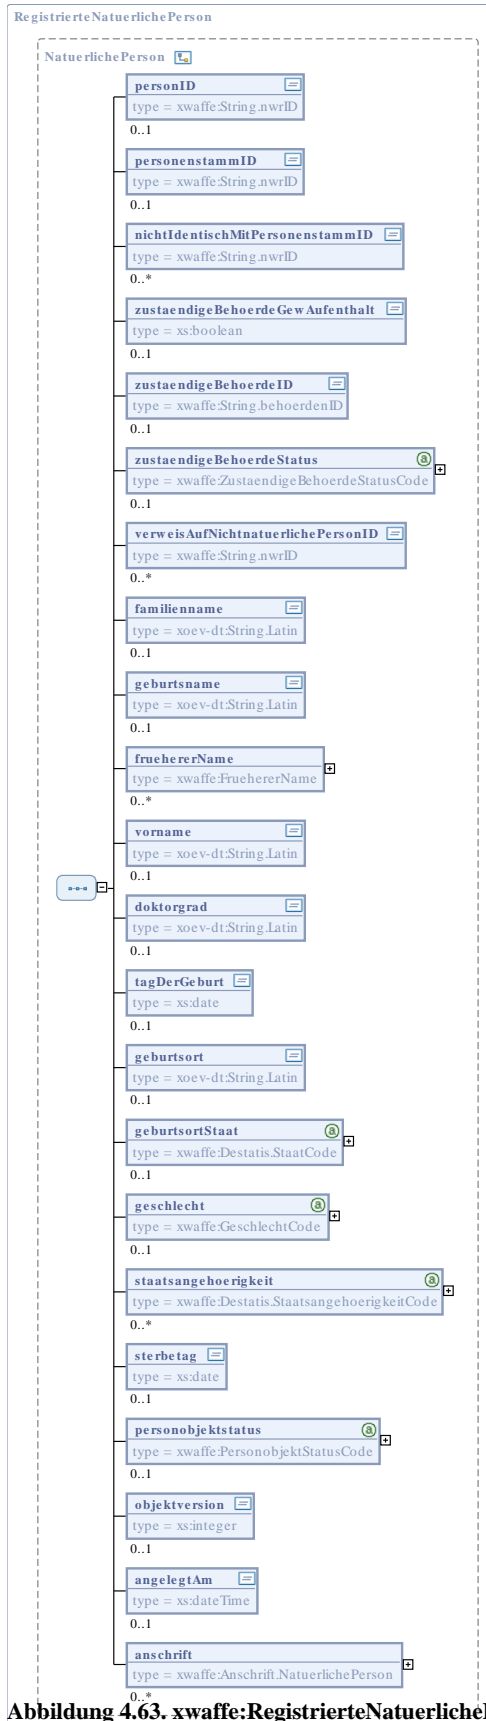 RegistrierteNatuerlichePerson
NatuerlichePerson
personID
type = xwaffe:String.nwrID
0..1
personenstammID
type = xwaffe:String.nwrID
0..1
nichtIdentischMitPersonenstammID
type = xwaffe:String.nwrID
0..*
zustaendigeBehoerdeGewAufenthalt
type = xs:boolean
0..1
zustaendigeBehoerdeID
type = xwaffe:String.behoerdenID
0..1
zustaendigeBehoerdeStatus
type = xwaffe:ZustaendigeBehoerdeStatusCode
0..1
verweisAufNichtnatuerlichePersonID
type = xwaffe:String.nwrID
0..*
familienname
type = xoev-dt:String.Latin
0..1
geburtsname
type = xoev-dt:String.Latin
0..1
fruehererName
type = xwaffe:FruehererName
0..*
vorname
type = xoev-dt:String.Latin
0..1
doktorgrad
type = xoev-dt:String.Latin
0..1
tagDerGeburt
type = xs:date
0..1
geburtsort
type = xoev-dt:String.Latin
0..1
geburtsortStaat
type = xwaffe:Destatis.StaatCode
0..1
geschlecht
type = xwaffe:GeschlechtCode
0..1
staatsangehoerigkeit
type = xwaffe:Destatis.StaatsangehoerigkeitCode
0..*
sterbetag
type = xs:date
0..1
personobjektstatus
type = xwaffe:PersonobjektStatusCode
0..1
objektversion
type = xs:integer
0..1
angelegtAm
type = xs:dateTime
0..1
anschrift
type = xwaffe:Anschrift.NatuerlichePerson
0..*
Abbildung 4.63. xwaffe:RegistrierteNatuerliche